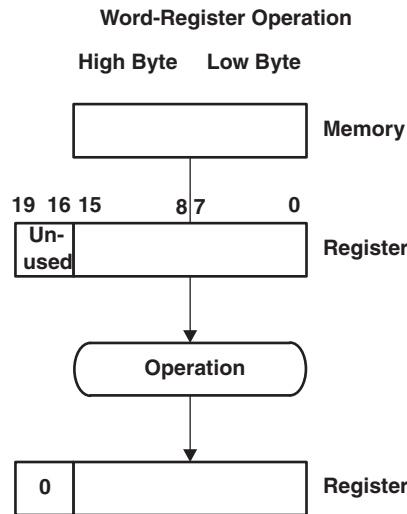 Word-Register Operation
High Byte Low Byte
Memory
19 16 15 8 7 0
Un-
used
Register
Operation
0
Register